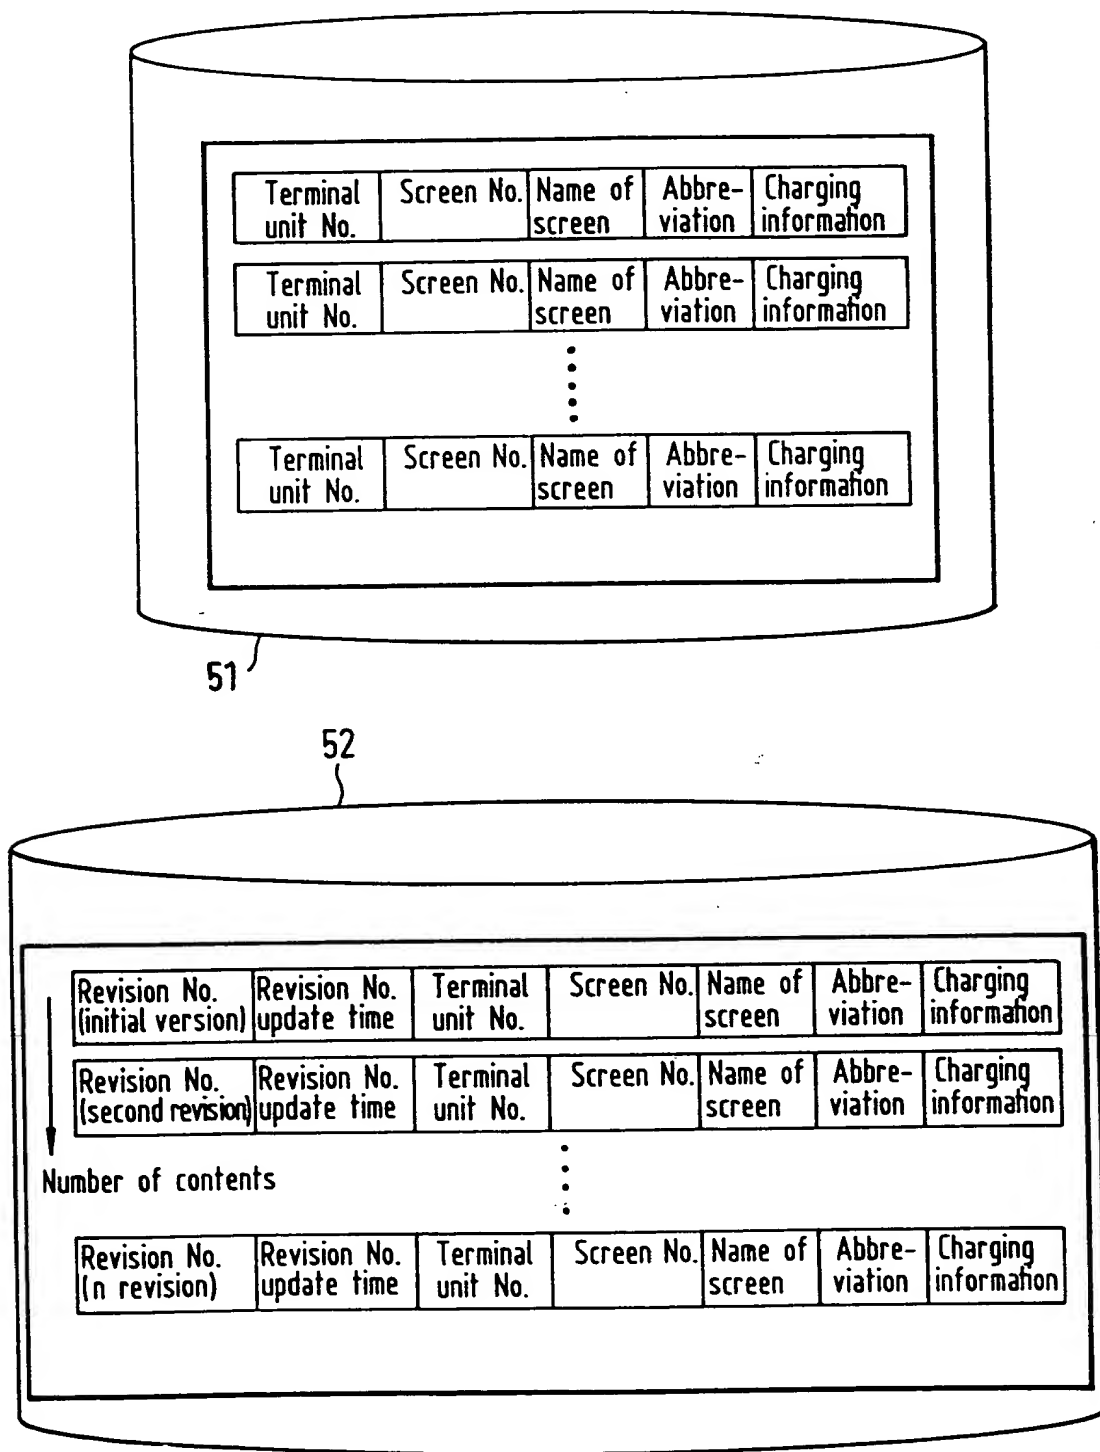 Terminal unit No. Screen No. Name of screen Abbre-viation Charging information
Terminal unit No. Screen No. Name of screen Abbre-viation Charging information
Terminal unit No. Screen No. Name of screen Abbre-viation Charging information
51
52
Revision No. (initial version) Revision No. update time Terminal unit No. Screen No. Name of screen Abbre-viation Charging information
Revision No. (second revision) Revision No. update time Terminal unit No. Screen No. Name of screen Abbre-viation Charging information
Number of contents
Revision No. (n revision) Revision No. update time Terminal unit No. Screen No. Name of screen Abbre-viation Charging information